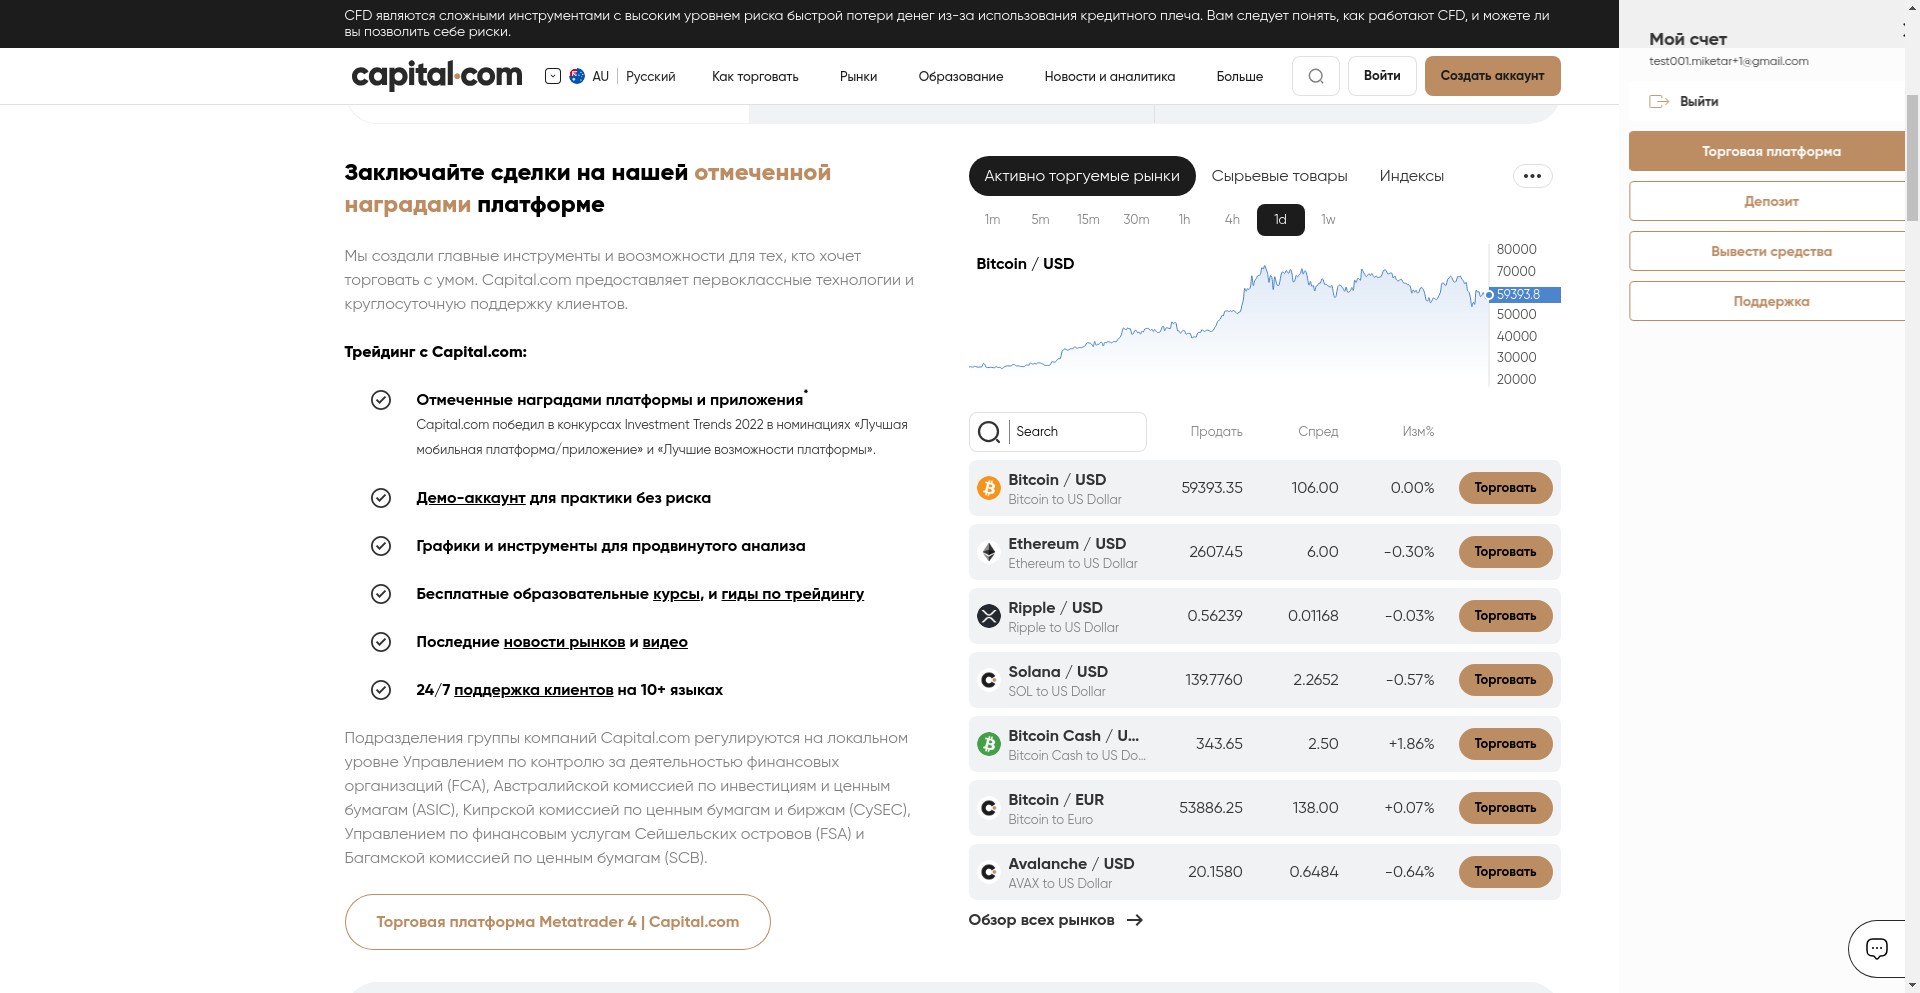 CFD являются сложными инструментами с высоким уровнем риска быстрой потери денег из-за использования кредитного плеча. Вам следует понять, как работают CFD, и можете ли
вы позволить себе риски.
capital.com
AU
Русский
Как торговать
Рынки
Образование
Новости и аналитика
Больше
Войти
Создать аккаунт
Мой счет
test001.miketar+1@gmail.com
Выйти
Торговая платформа
Депозит
Вывести средства
Поддержка
Заключайте сделки на нашей отмеченной
наградами платформе
Мы создали главные инструменты и воозможности для тех, кто хочет
торговать с умом. Capital.com предоставляет первоклассные технологии и
круглосуточную поддержку клиентов.
Трейдинг с Capital.com:
Отмеченные наградами платформы и приложения*
Capital.com победил в конкурсах Investment Trends 2022 в номинациях «Лучшая
мобильная платформа/приложение» и «Лучшие возможности платформы».
Демо-аккаунт для практики без риска
Графики и инструменты для продвинутого анализа
Бесплатные образовательные курсы, и гиды по трейдингу
Последние новости рынков и видео
24/7 поддержка клиентов на 10+ языках
Подразделения группы компаний Capital.com регулируются на локальном
уровне Управлением по контролю за деятельностью финансовых
организаций (FCA), Австралийской комиссией по инвестициям и ценным
бумагам (ASIC), Кипрской комиссией по ценным бумагам и биржам (CySEC),
Управлением по финансовым услугам Сейшельских островов (FSA) и
Багамской комиссией по ценным бумагам (SCB).
Торговая платформа Metatrader 4 | Capital.com
Активно торгуемые рынки
Сырьевые товары
Индексы
1m 5m 15m 30m 1h 4h 1d 1w
Bitcoin / USD
80000
70000
59393.8
50000
40000
30000
20000
Search
Продать
Спред
Изм%
Bitcoin / USD
Bitcoin to US Dollar
59393.35 106.00 0.00% Торговать
Ethereum / USD
Ethereum to US Dollar
2607.45 6.00 -0.30% Торговать
Ripple / USD
Ripple to US Dollar
0.56239 0.01168 -0.03% Торговать
Solana / USD
SOL to US Dollar
139.7760 2.2652 -0.57% Торговать
Bitcoin Cash / U...
Bitcoin Cash to US Do...
343.65 2.50 +1.86% Торговать
Bitcoin / EUR
Bitcoin to Euro
53886.25 138.00 +0.07% Торговать
Avalanche / USD
AVAX to US Dollar
20.1580 0.6484 -0.64% Торговать
Обзор всех рынков